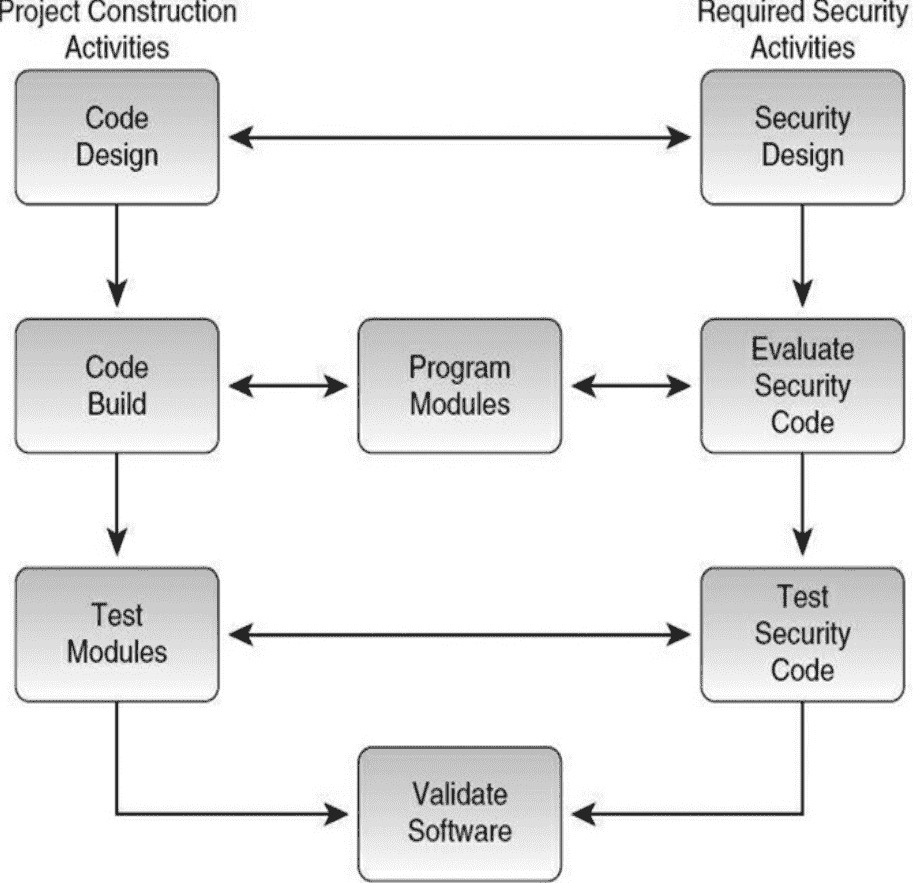 Project Construction
Activities
Required Security
Activities
Code
Design
Security
Design
Code
Build
Program
Modules
Evaluate
Security
Code
Test
Modules
Test
Security
Code
Validate
Software